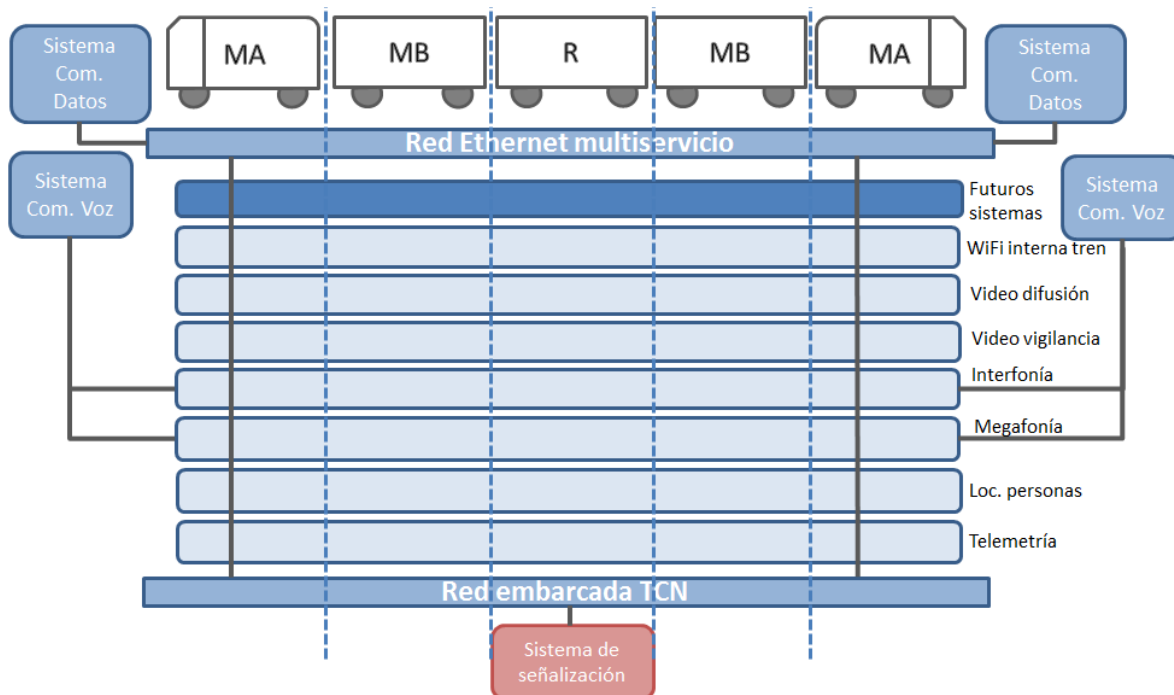 Sistema
Com.
Datos
MA
MB
R
MB
MA
Sistema
Com.
Datos
Red Ethernet multiservicio
Sistema
Com. Voz
Sistema
Com. Voz
Futuros
sistemas
WiFi interna tren
Video difusión
Video vigilancia
Interfonía
Megafonía
Loc. personas
Telemetría
Red embarcada TCN
Sistema de
señalización